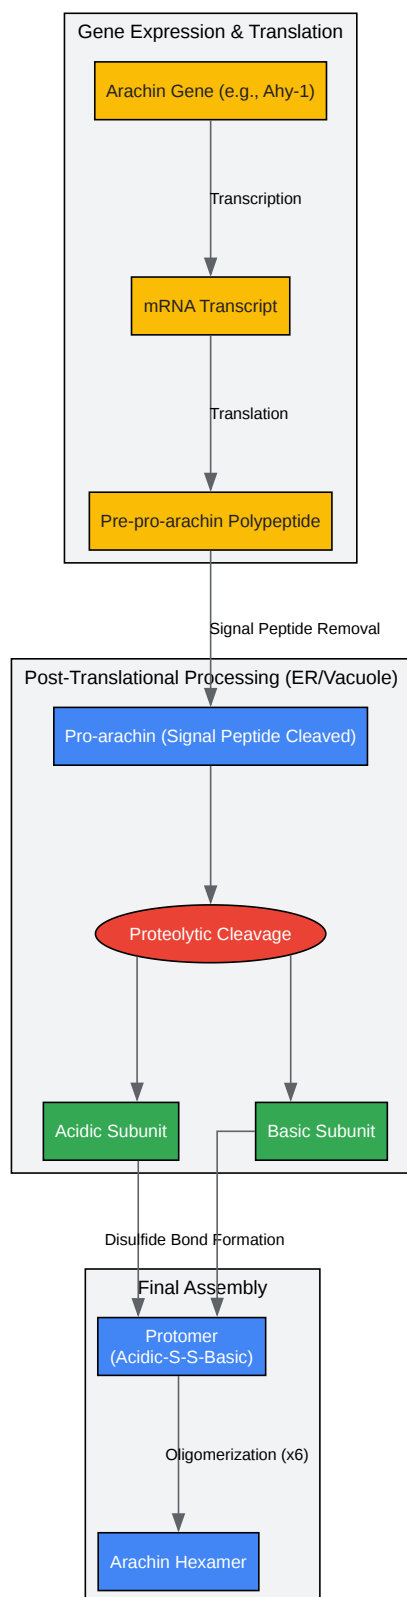 Gene Expression & Translation
Arachin Gene (e.g., Ahy-1)
Transcription
mRNA Transcript
Translation
Pre-pro-arachin Polypeptide
Signal Peptide Removal
Post-Translational Processing (ER/Vacuole)
Pro-arachin (Signal Peptide Cleaved)
Proteolytic Cleavage
Acidic Subunit
Basic Subunit
Disulfide Bond Formation
Final Assembly
Protomer
(Acidic-S-S-Basic)
Oligomerization (x6)
Arachin Hexamer